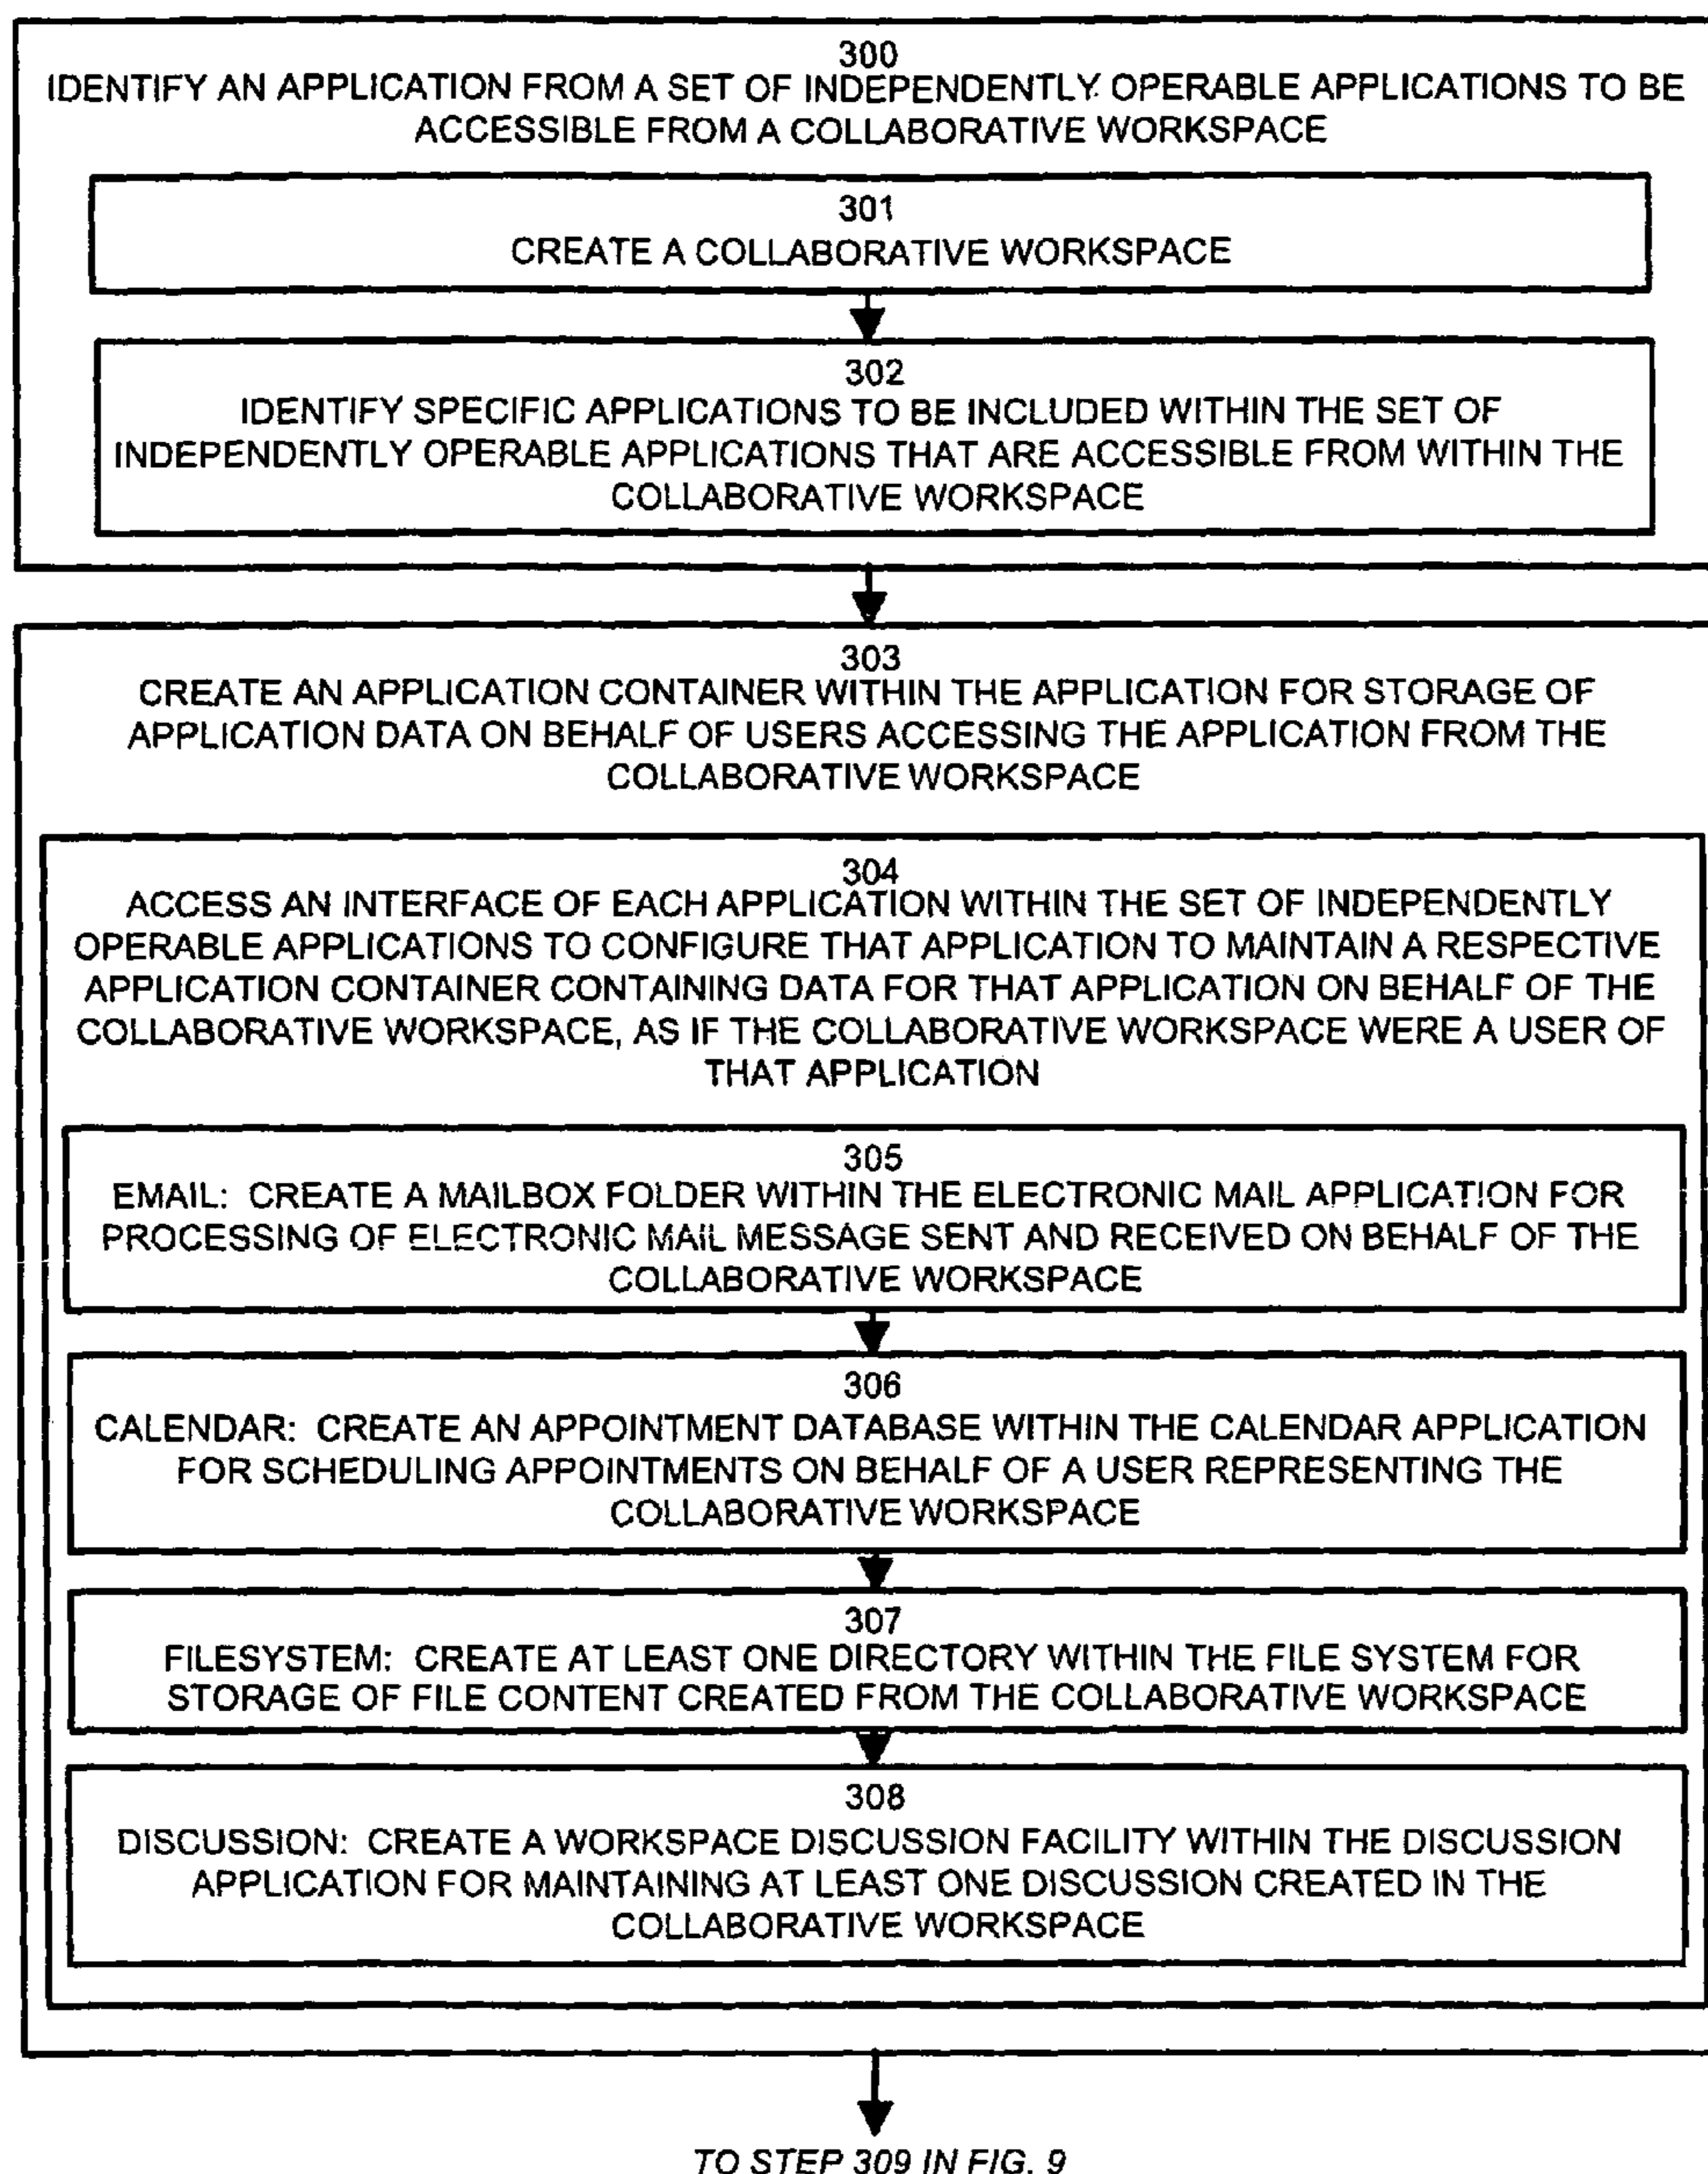 300
IDENTIFY AN APPLICATION FROM A SET OF INDEPENDENTLY OPERABLE APPLICATIONS TO BE
ACCESSIBLE FROM A COLLABORATIVE WORKSPACE
301
CREATE A COLLABORATIVE WORKSPACE
302
IDENTIFY SPECIFIC APPLICATIONS TO BE INCLUDED WITHIN THE SET OF
INDEPENDENTLY OPERABLE APPLICATIONS THAT ARE ACCESSIBLE FROM WITHIN THE
COLLABORATIVE WORKSPACE
303
CREATE AN APPLICATION CONTAINER WITHIN THE APPLICATION FOR STORAGE OF
APPLICATION DATA ON BEHALF OF USERS ACCESSING THE APPLICATION FROM THE
COLLABORATIVE WORKSPACE
304
ACCESS AN INTERFACE OF EACH APPLICATION WITHIN THE SET OF INDEPENDENTLY
OPERABLE APPLICATIONS TO CONFIGURE THAT APPLICATION TO MAINTAIN A RESPECTIVE
APPLICATION CONTAINER CONTAINING DATA FOR THAT APPLICATION ON BEHALF OF THE
COLLABORATIVE WORKSPACE, AS IF THE COLLABORATIVE WORKSPACE WERE A USER OF
THAT APPLICATION
305
EMAIL: CREATE A MAILBOX FOLDER WITHIN THE ELECTRONIC MAIL APPLICATION FOR
PROCESSING OF ELECTRONIC MAIL MESSAGE SENT AND RECEIVED ON BEHALF OF THE
COLLABORATIVE WORKSPACE
306
CALENDAR: CREATE AN APPOINTMENT DATABASE WITHIN THE CALENDAR APPLICATION
FOR SCHEDULING APPOINTMENTS ON BEHALF OF A USER REPRESENTING THE
COLLABORATIVE WORKSPACE
307
FILESYSTEM: CREATE AT LEAST ONE DIRECTORY WITHIN THE FILE SYSTEM FOR
STORAGE OF FILE CONTENT CREATED FROM THE COLLABORATIVE WORKSPACE
308
DISCUSSION: CREATE A WORKSPACE DISCUSSION FACILITY WITHIN THE DISCUSSION
APPLICATION FOR MAINTAINING AT LEAST ONE DISCUSSION CREATED IN THE
COLLABORATIVE WORKSPACE
TO STEP 309 IN FIG. 9